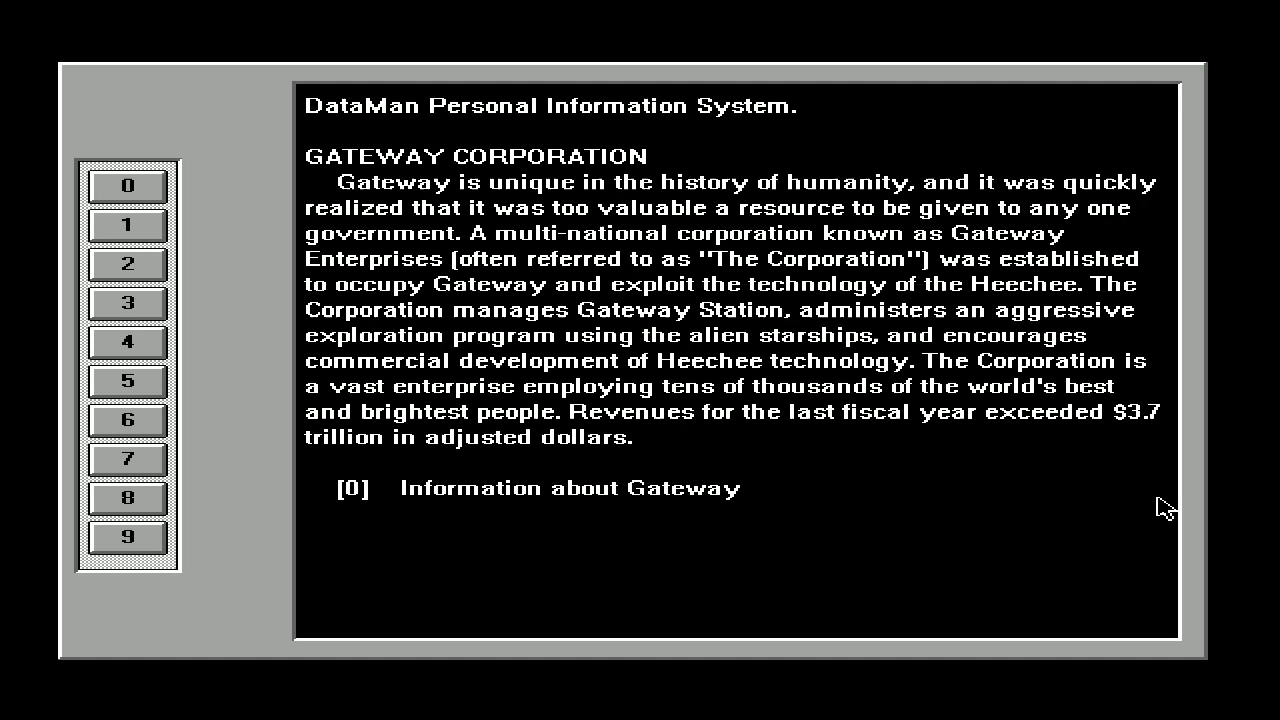 DataMan Personal Information System.
GATEWAY CORPORATION
Gateway is unique in the history of humanity, and it was quickly
realized that it was too valuable a resource to be given to any one
government. A multi-national corporation known as Gateway
Enterprises (often referred to as "The Corporation") was established
to occupy Gateway and exploit the technology of the Heechee. The
Corporation manages Gateway Station, administers an aggressive
exploration program using the alien starships, and encourages
commercial development of Heechee technology. The Corporation is
a vast enterprise employing tens of thousands of the world's best
and brightest people. Revenues for the last fiscal year exceeded $3.7
trillion in adjusted dollars.
[0] Information about Gateway
0
1
2
3
4
5
6
7
8
9